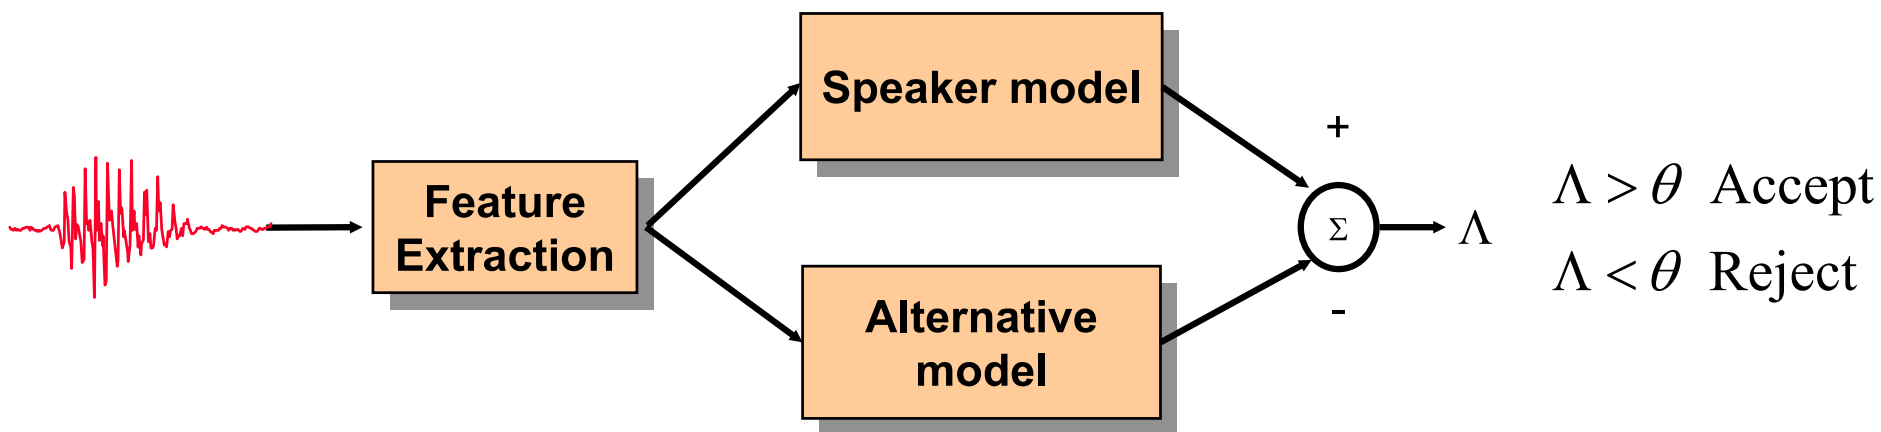 Feature
Extraction
Speaker model
Alternative
model
+
Σ
-
Λ
Λ > θ Accept
Λ < θ Reject